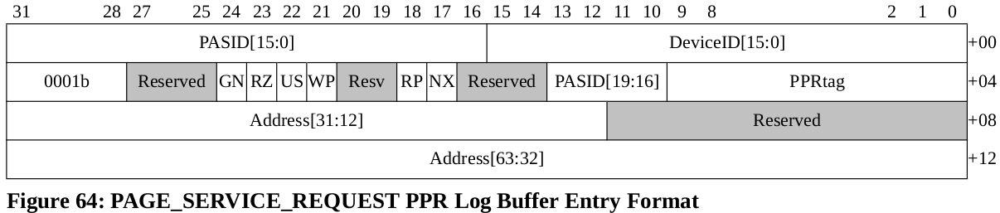 31 28 27 25 24 23 22 21 20 19 18 17 16 15 14 13 12 11 10 9 8 2 1 0
PASID[15:0] DeviceID[15:0] +00
0001b Reserved GN RZ US WP Resv RP NX Reserved PASID[19:16] PPRtag +04
Address[31:12] Reserved +08
Address[63:32] +12
Figure 64: PAGE_SERVICE_REQUEST PPR Log Buffer Entry Format